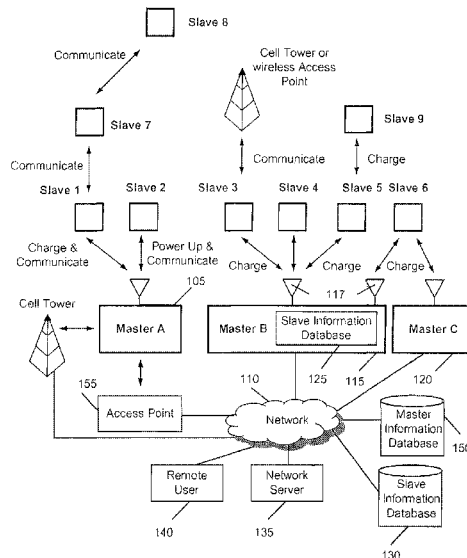 Slave 8
Communicate
Cell Tower or
wireless Access
Point
Slave 7
Slave 9
Communicate
Communicate
Charge
Slave 1
Slave 2
Slave 3
Slave 4
Slave 5
Slave 6
Charge &
Communicate
Power Up &
Communicate
Charge
Charge
Charge
105
117
Cell Tower
Master A
Master B
Slave Information
Database
Master C
125
115
120
155
110
Access Point
Network
Master
Information
Database
150
Remote
User
Network
Server
Slave
Information
Database
140
135
130